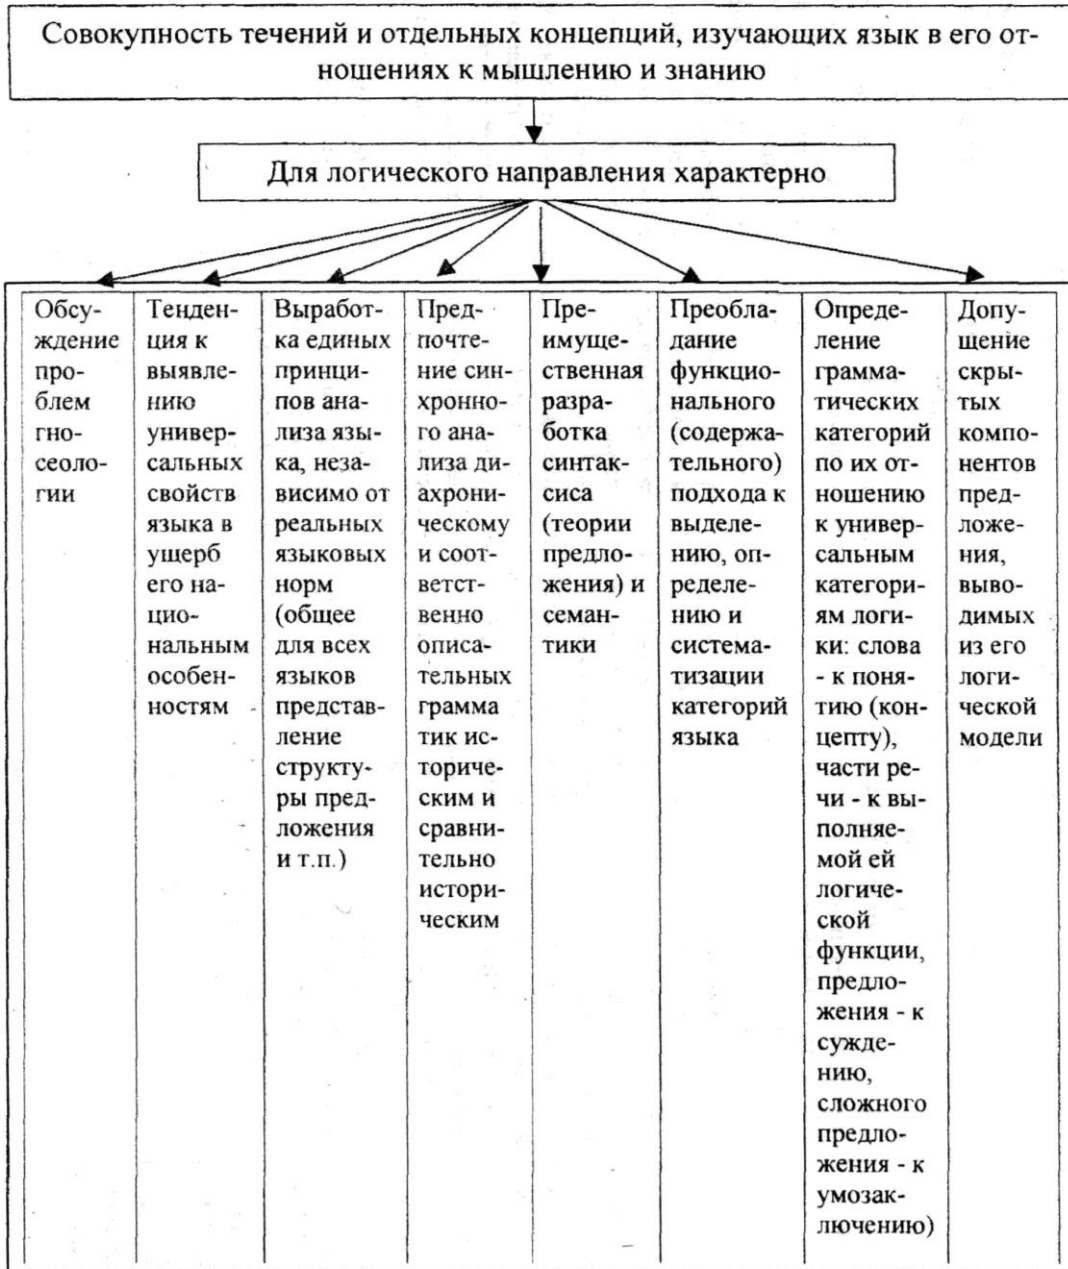 Совокупность течений и отдельных концепций, изучающих язык в его от-
ношениях к мышлению и знанию
Для логического направления характерно
Обсу-
ждение
про-
блем
гно-
сеоло-
гии
Тенден-
ция к
выявле-
нию
универ-
сальных
свойств
языка в
ущерб
его на-
цио-
нальным
особен-
ностям
Выработ-
ка единых
принци-
пов ана-
лиза язы-
ка, неза-
висимо от
реальных
языковых
норм
(общее
для всех
языков
представ-
ление
структу-
ры пред-
ложения
и т.п.)
Пред-
почте-
ние син-
хронно-
го ана-
лиза ди-
ахрони-
ческому
и соот-
ветст-
венно
описа-
тельных
грамма
тик ис-
ториче-
ским и
сравни-
тельно
истори-
ческим
Пре-
имуще-
ственная
разра-
ботка
синтак-
сиса
(теории
предло-
жения) и
семан-
тики
Преобла-
дание
функцио-
нального
(содержа-
тельного)
подхода к
выделе-
нию, оп-
ределе-
нию и
система-
тизации
категорий
языка
Опреде-
ление
грамма-
тических
категорий
по их от-
ношению
к универ-
сальным
категори-
ям логи-
ки: слова
- к поня-
тию (кон-
цепту),
части ре-
чи - к вы-
полняе-
мой ей
логиче-
ской
функции,
предло-
жения - к
сужде-
нию,
сложного
предло-
жения - к
умозак-
лючению)
Допу-
щение
скры-
тых
компо-
нентов
пред-
ложе-
ния,
выво-
димых
из его
логи-
ческой
модели